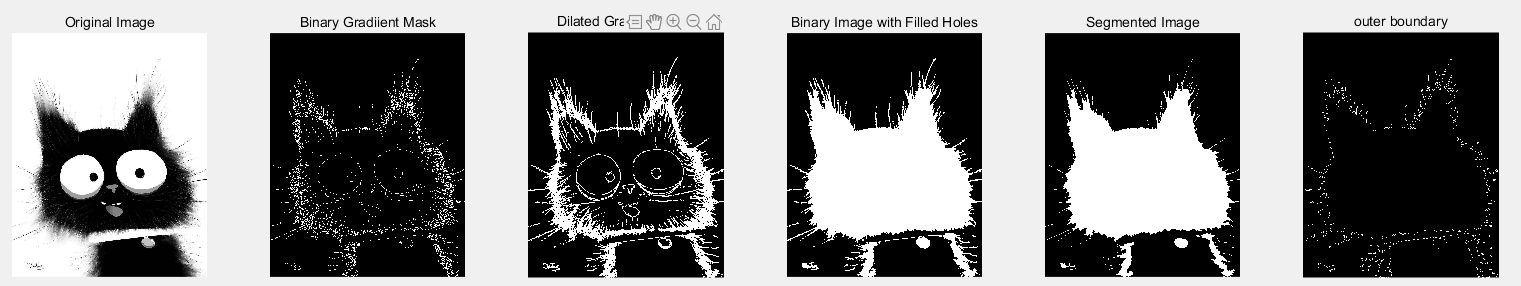 Original Image
Binary Gradiient Mask
Dilated Gra
Binary Image with Filled Holes
Segmented Image
outer boundary